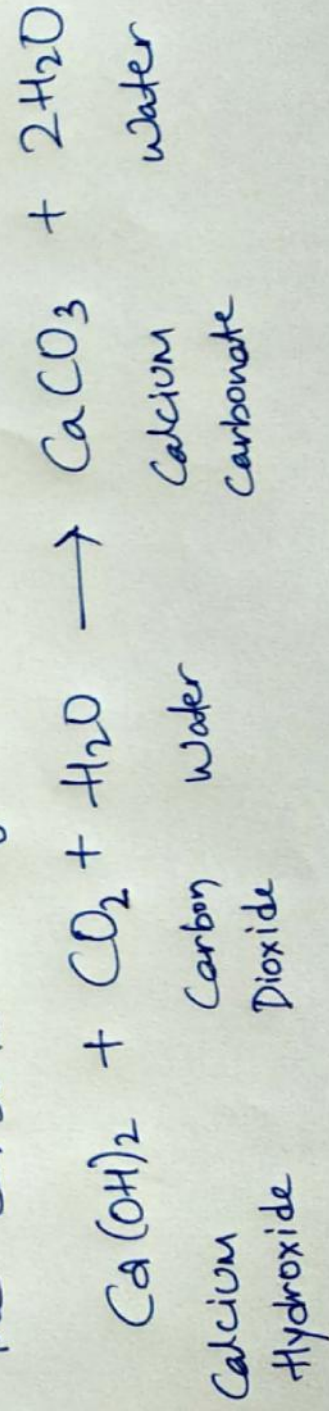 Ca(OH)₂ + CO₂ + H₂O → CaCO₃ + 2H₂O
Calcium Carbon Water Calcium Water
Hydroxide Dioxide Carbonate